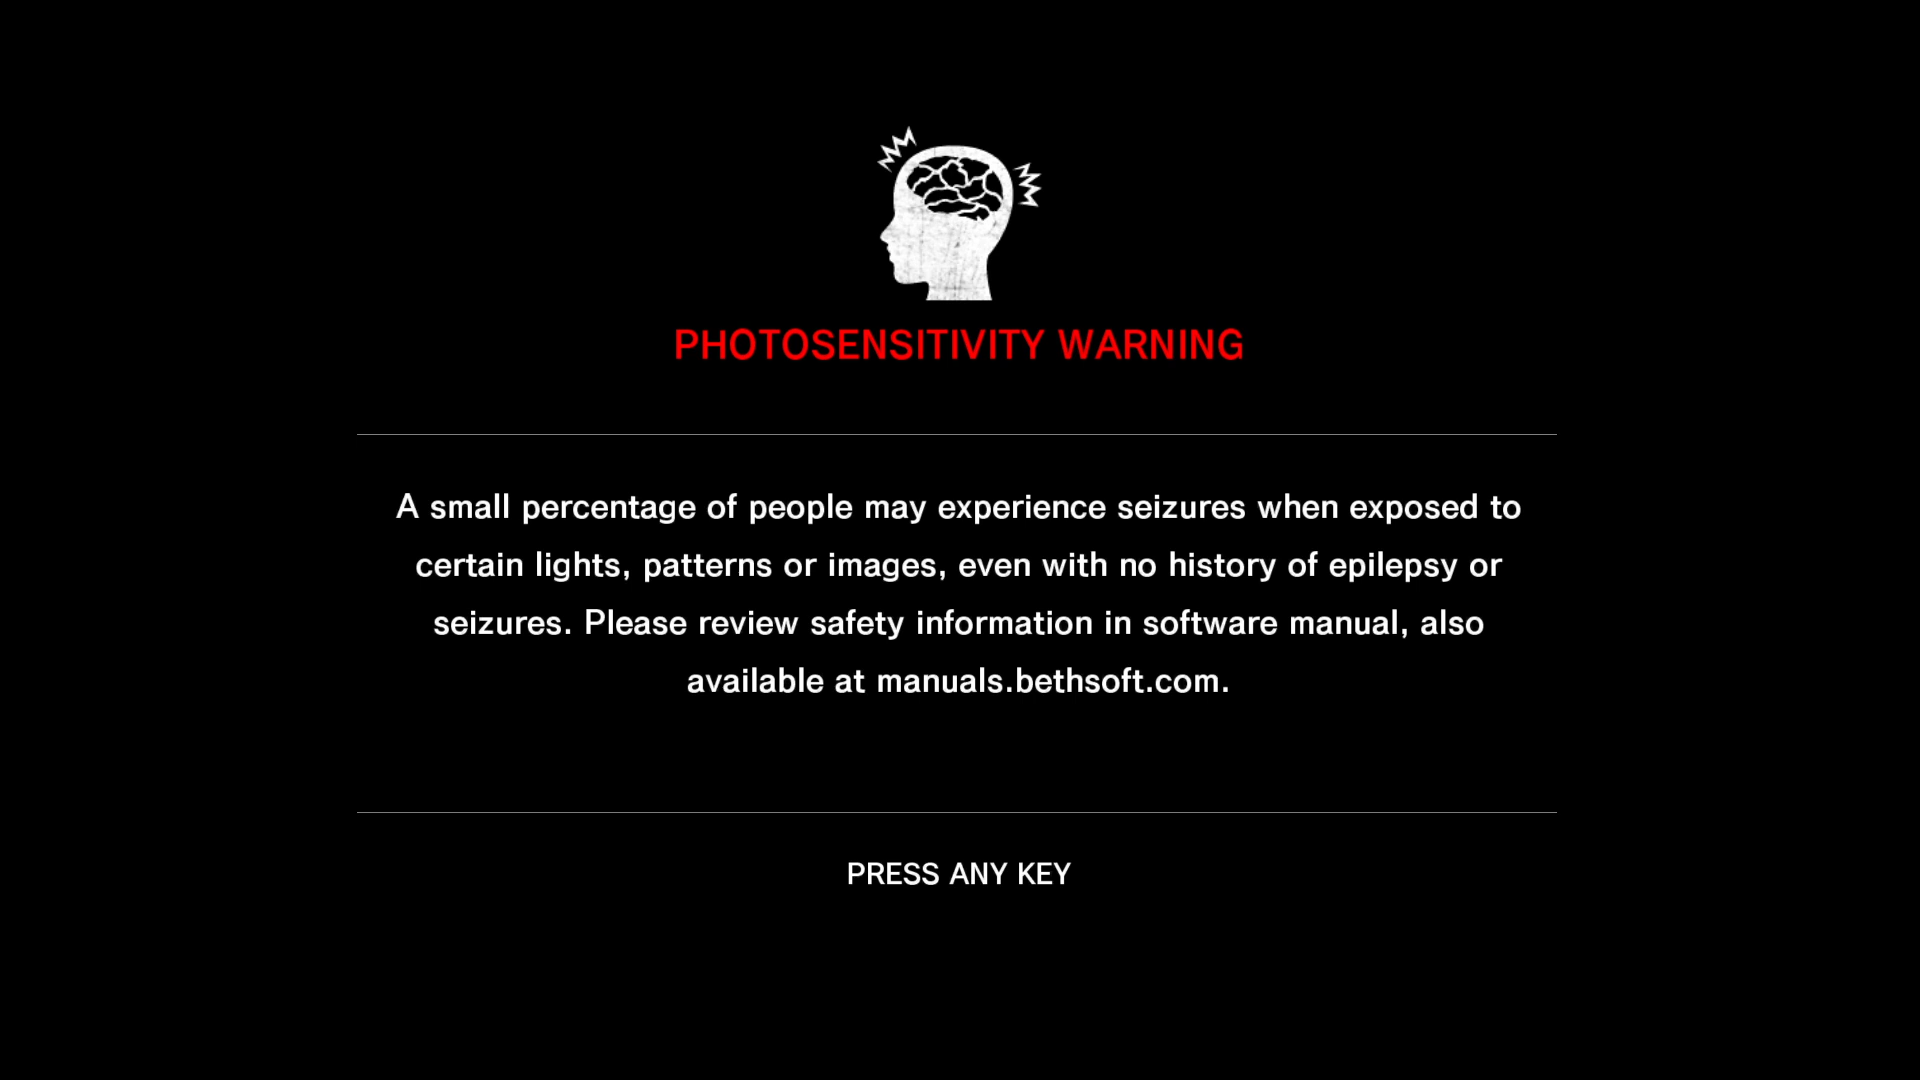 PHOTOSENSITIVITY WARNING
A small percentage of people may experience seizures when exposed to
certain lights, patterns or images, even with no history of epilepsy or
seizures. Please review safety information in software manual, also
available at manuals.bethsoft.com.
PRESS ANY KEY